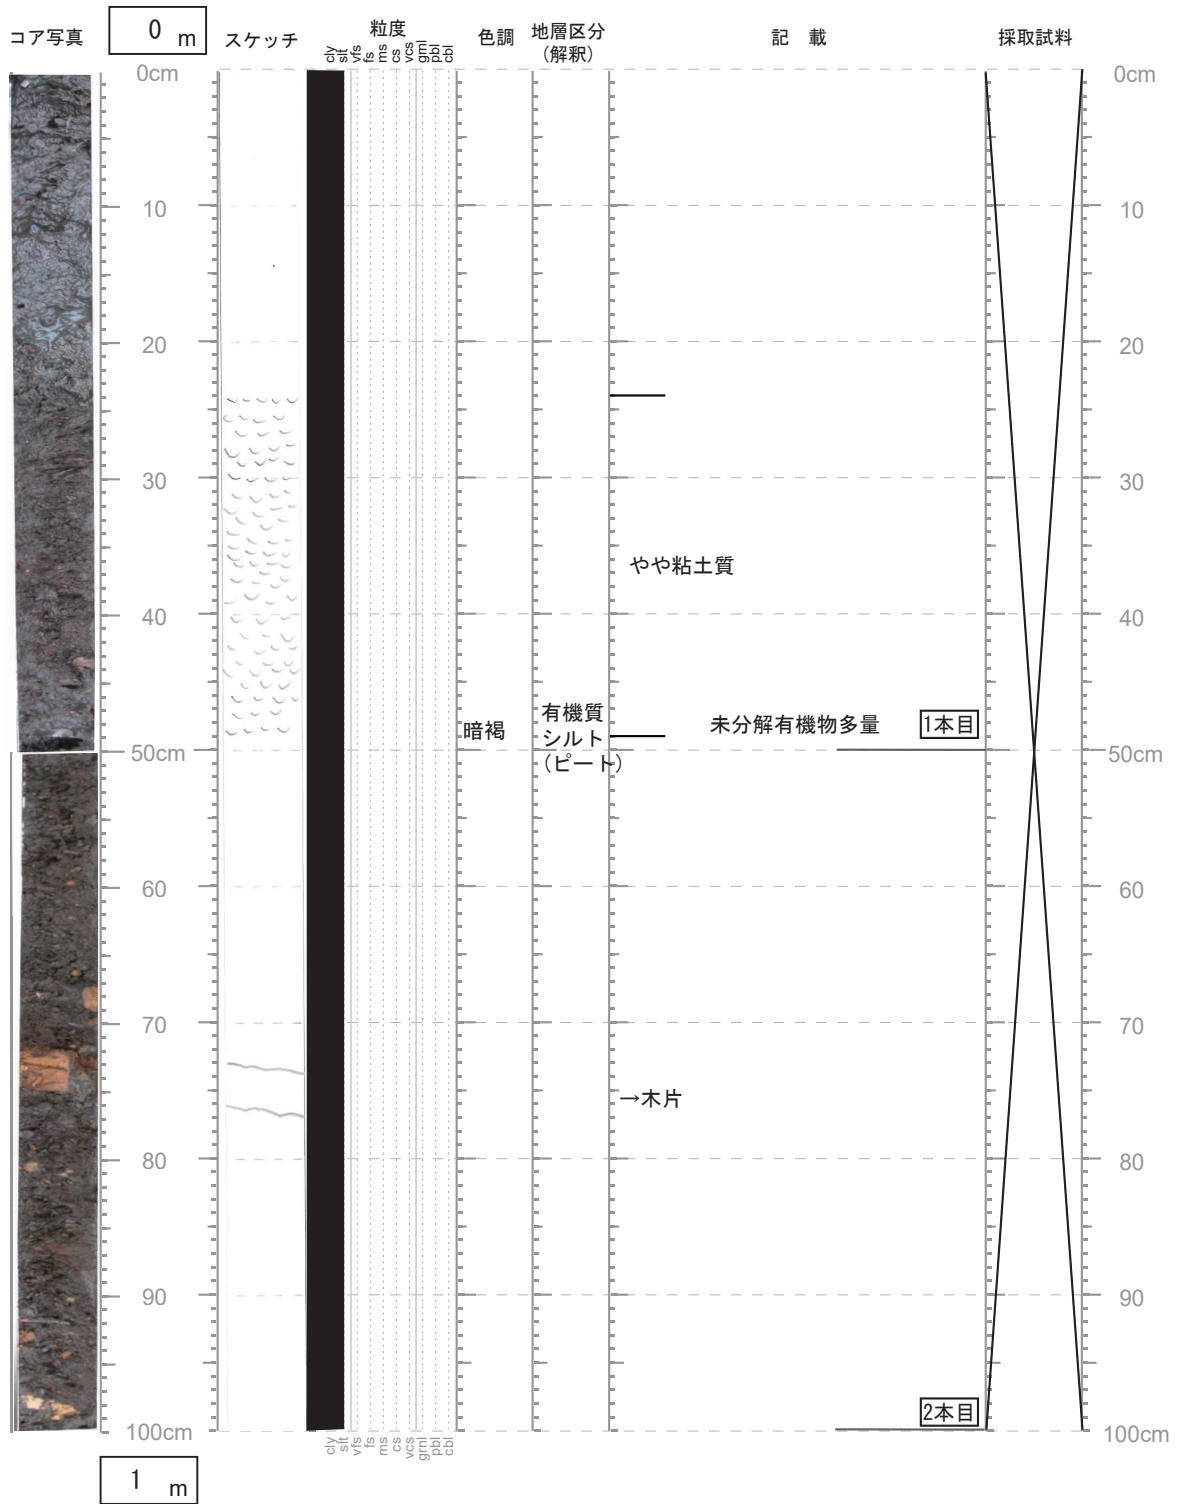 コア写真
0 m
スケッチ
粒度
cly
slt
vfs
fs
ms
cs
vcs
grnl
pbl
cbl
色調
地層区分
(解釈)
記 載
採取試料
0cm
0cm
10
10
20
20
30
30
やや粘土質
40
40
暗褐
有機質
シルト
(ピート)
未分解有機物多量
1本目
50cm
50cm
60
60
70
70
→木片
80
80
90
90
2本目
100cm
100cm
cly
slt
vfs
fs
ms
cs
vcs
grnl
pbl
cbl
1 m